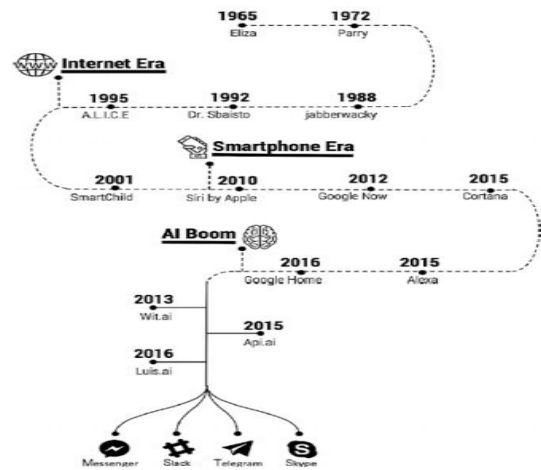 1965
Eliza
1972
Parry
WWW
Internet Era
1995
A.L.I.C.E
1992
Dr. Sbaisto
1988
jabberwacky
Smartphone Era
2001
SmartChild
2010
Siri by Apple
2012
Google Now
2015
Cortana
AI Boom
2016
Google Home
2015
Alexa
2013
Wit.ai
2015
Api.ai
2016
Luis.ai
Messenger
Slack
Telegram
Skype